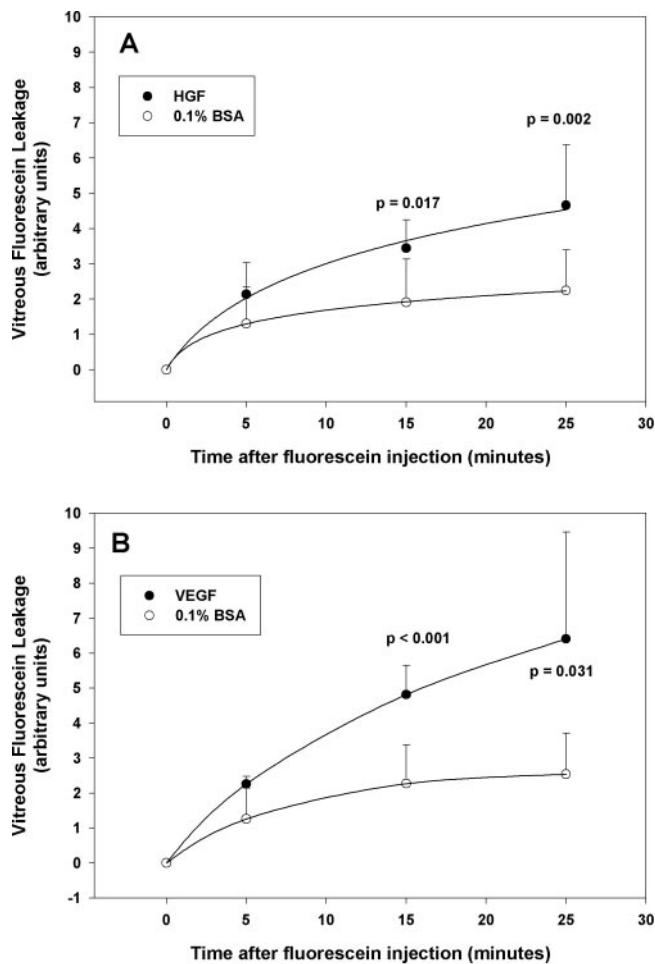 A
Vitreous Fluorescein Leakage
(arbitrary units)
10
9
8
7
6
5
4
3
2
1
0
HGF
0.1% BSA
p = 0.017
p = 0.002
0 5 10 15 20 25 30
Time after fluorescein injection (minutes)
B
Vitreous Fluorescein Leakage
(arbitrary units)
10
9
8
7
6
5
4
3
2
1
0
-1
VEGF
0.1% BSA
p < 0.001
p = 0.031
0 5 10 15 20 25 30
Time after fluorescein injection (minutes)